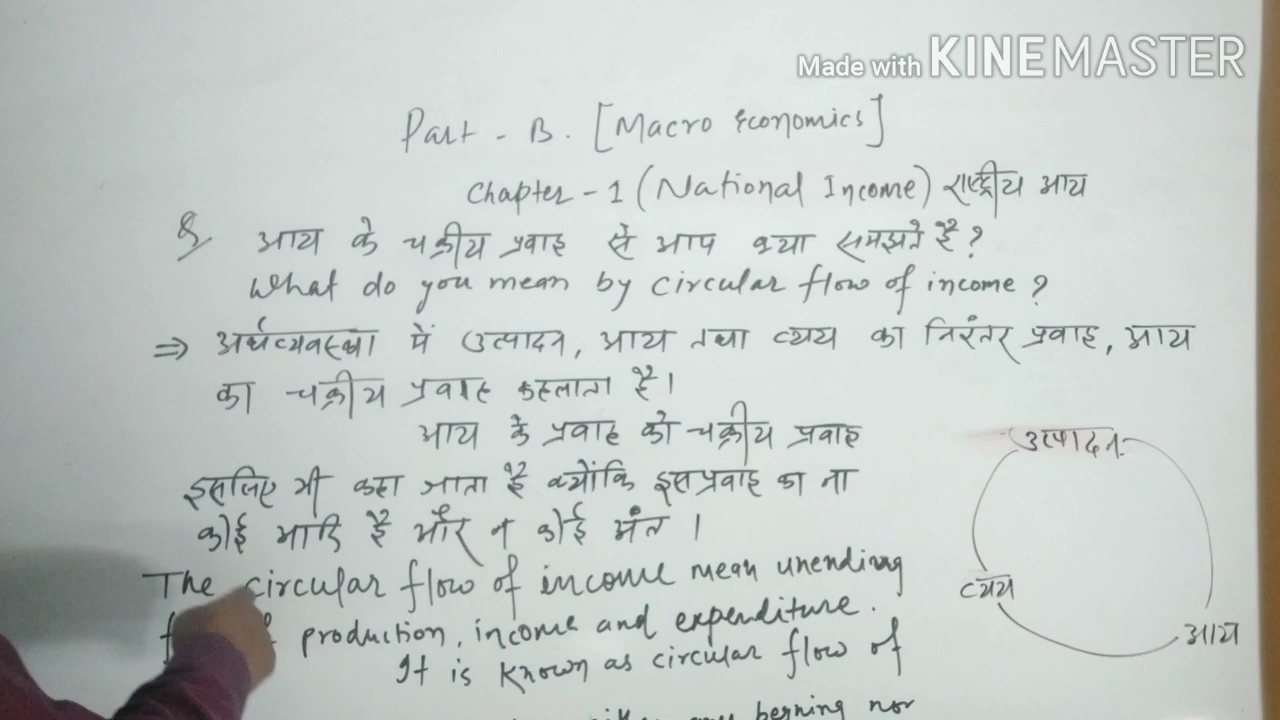 Made with KINEMASTER
Part - B. [Macro Economics]
Chapter - 1 (National Income) राष्ट्रीय आय
Q आय के चक्रीय प्रवाह से आप क्या समझते है?
What do you mean by circular flow of income?
⇒ अर्थव्यवस्था में उत्पादन, आय तथा व्यय का निरंतर प्रवाह, आय
का चक्रीय प्रवाह कहलाता है।
आय के प्रवाह को चक्रीय प्रवाह
इसलिए भी कहा जाता है क्योंकि इस प्रवाह का ना
कोई आदि है और न कोई अंत ।
The circular flow of income mean unending
production, income and expenditure.
It is known as circular flow of
berning nor
उत्पादन
व्यय
आय